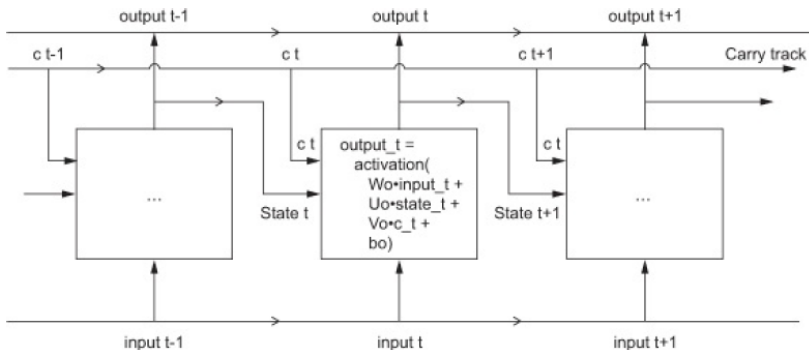 output t-1
output t
output t+1
c t-1
c t
c t+1
Carry track
c t
output_t =
activation(
Wo•input_t +
Uo•state_t +
Vo•c_t +
bo)
c t
...
...
State t
State t+1
input t-1
input t
input t+1